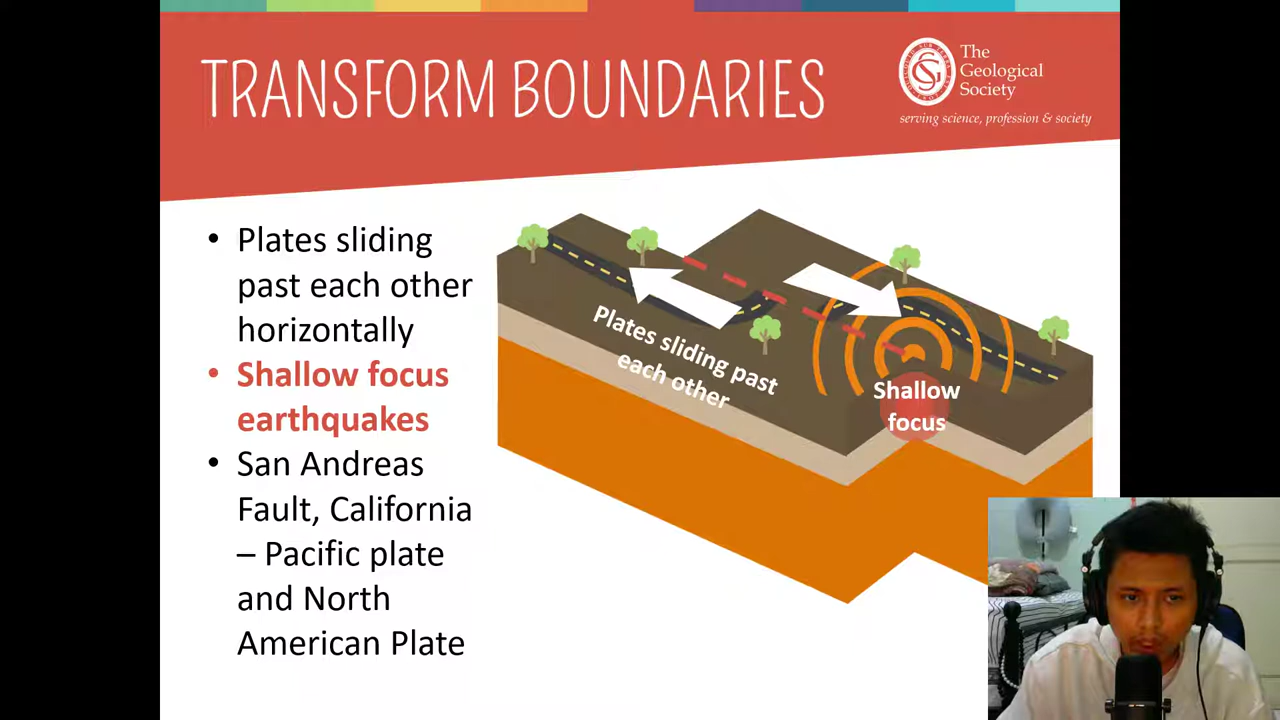 TRANSFORM BOUNDARIES
The
Geological
Society
serving science, profession & society
• Plates sliding
past each other
horizontally
• Shallow focus
earthquakes
• San Andreas
Fault, California
– Pacific plate
and North
American Plate
Plates sliding past
each other
Shallow
focus